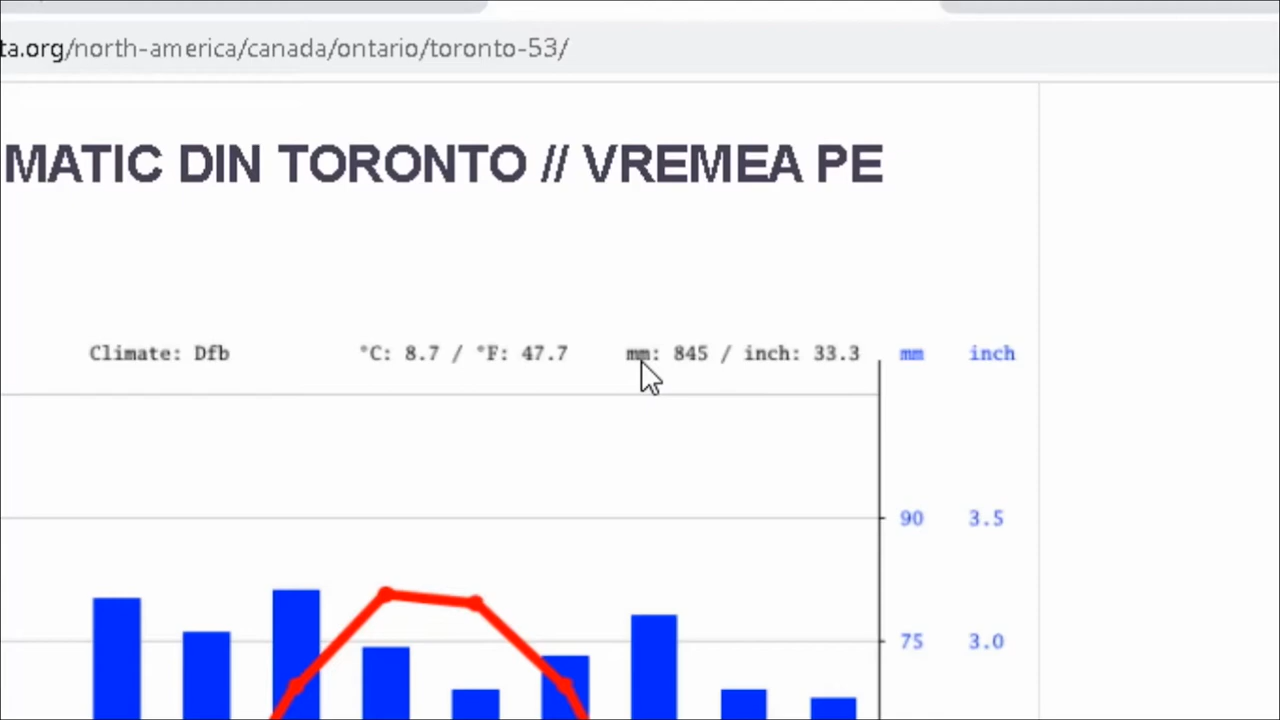 ta.org/north-america/canada/ontario/toronto-53/
MATIC DIN TORONTO // VREMEA PE
Climate: Dfb °C: 8.7 / °F: 47.7 mm: 845 / inch: 33.3 mm inch
90 3.5
75 3.0